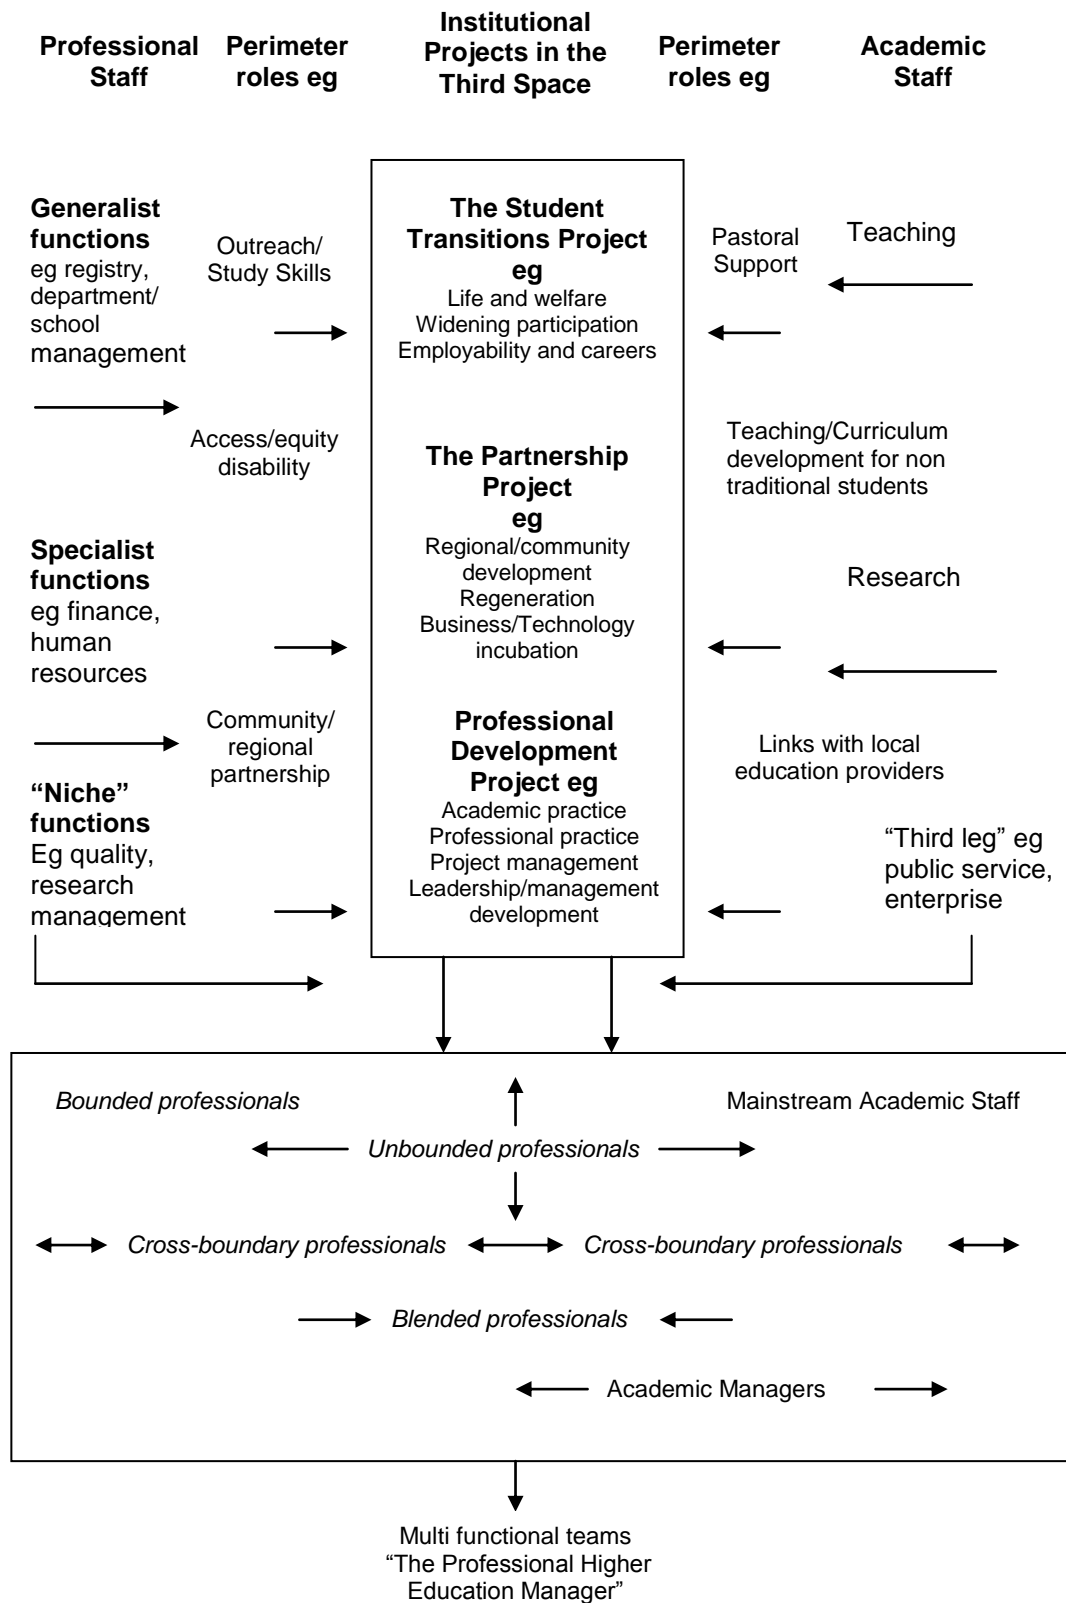 Professional
Staff
Perimeter
roles eg
Institutional
Projects in the
Third Space
Perimeter
roles eg
Academic
Staff
Generalist
functions
eg registry,
department/
school
management
Outreach/
Study Skills
The Student
Transitions Project
eg
Life and welfare
Widening participation
Employability and careers
Pastoral
Support
Teaching
Access/equity
disability
The Partnership
Project
eg
Regional/community
development
Regeneration
Business/Technology
incubation
Teaching/Curriculum
development for non
traditional students
Specialist
functions
eg finance,
human
resources
Research
Community/
regional
partnership
Professional
Development
Project eg
Academic practice
Professional practice
Project management
Leadership/management
development
Links with local
education providers
“Niche”
functions
Eg quality,
research
management
“Third leg” eg
public service,
enterprise
Bounded professionals
Mainstream Academic Staff
Unbounded professionals
Cross-boundary professionals
Cross-boundary professionals
Blended professionals
Academic Managers
Multi functional teams
“The Professional Higher
Education Manager”